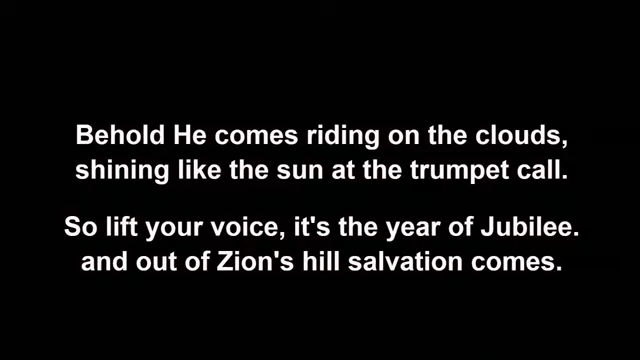 Behold He comes riding on the clouds,
shining like the sun at the trumpet call.
So lift your voice, it's the year of Jubilee.
and out of Zion's hill salvation comes.